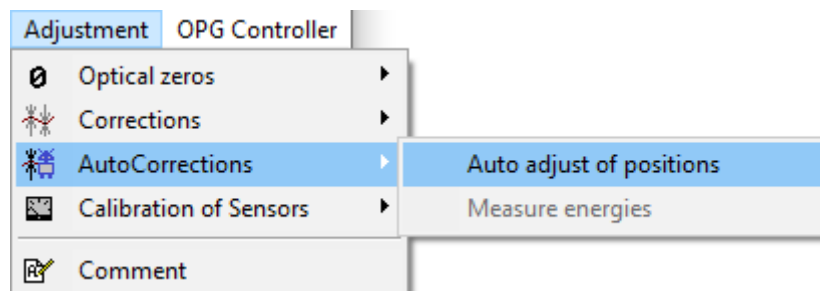 Adjustment OPG Controller
Optical zeros
Corrections
AutoCorrections
Auto adjust of positions
Calibration of Sensors
Measure energies
Comment